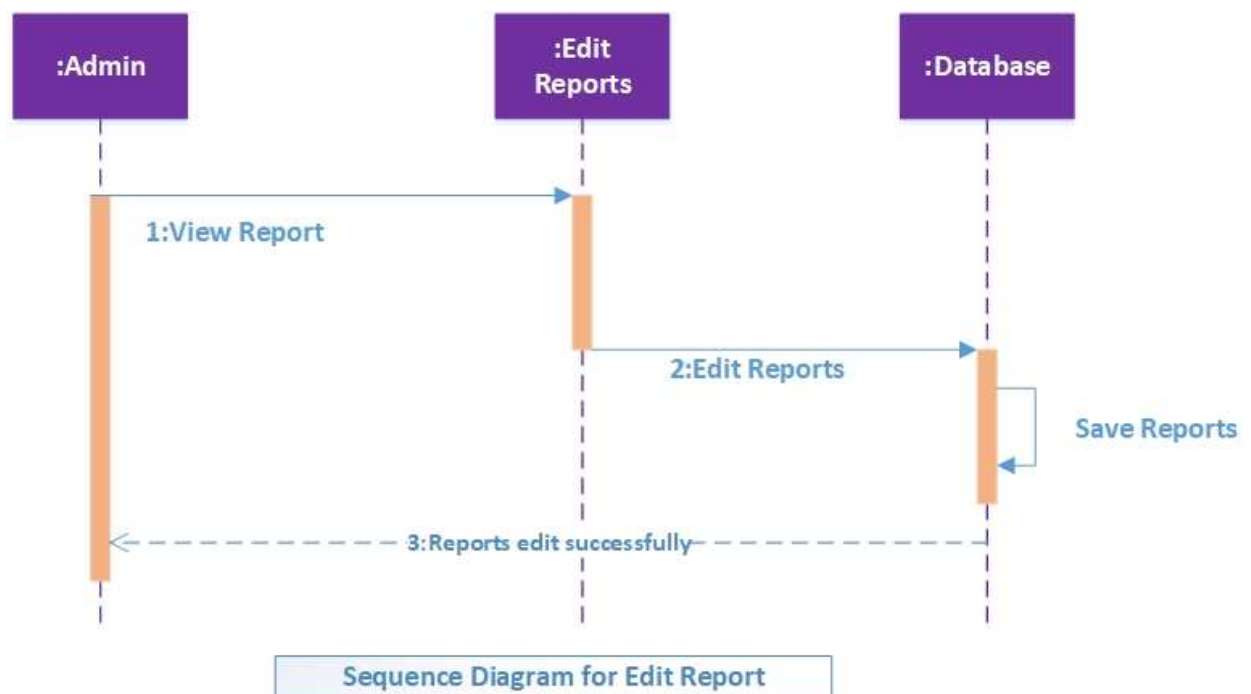 :Admin
:Edit
Reports
:Database
1:View Report
2:Edit Reports
Save Reports
3:Reports edit successfully
Sequence Diagram for Edit Report